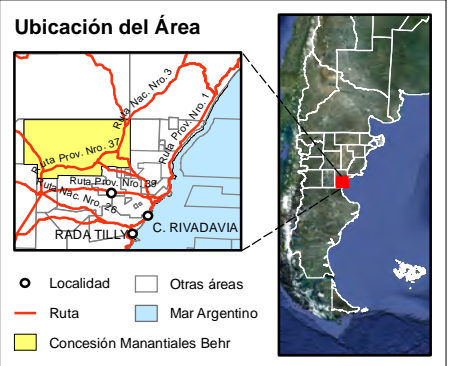 Ubicación del Área
Ruta Nac. Nro. 3
Ruta Prov. Nro. 1
Ruta Prov. Nro. 37
Ruta Prov. Nro. 39
Ruta Nac. Nro. 26
C. RIVADAVIA
RADA TILLY
Localidad
Otras áreas
Ruta
Mar Argentino
Concesión Manantiales Behr